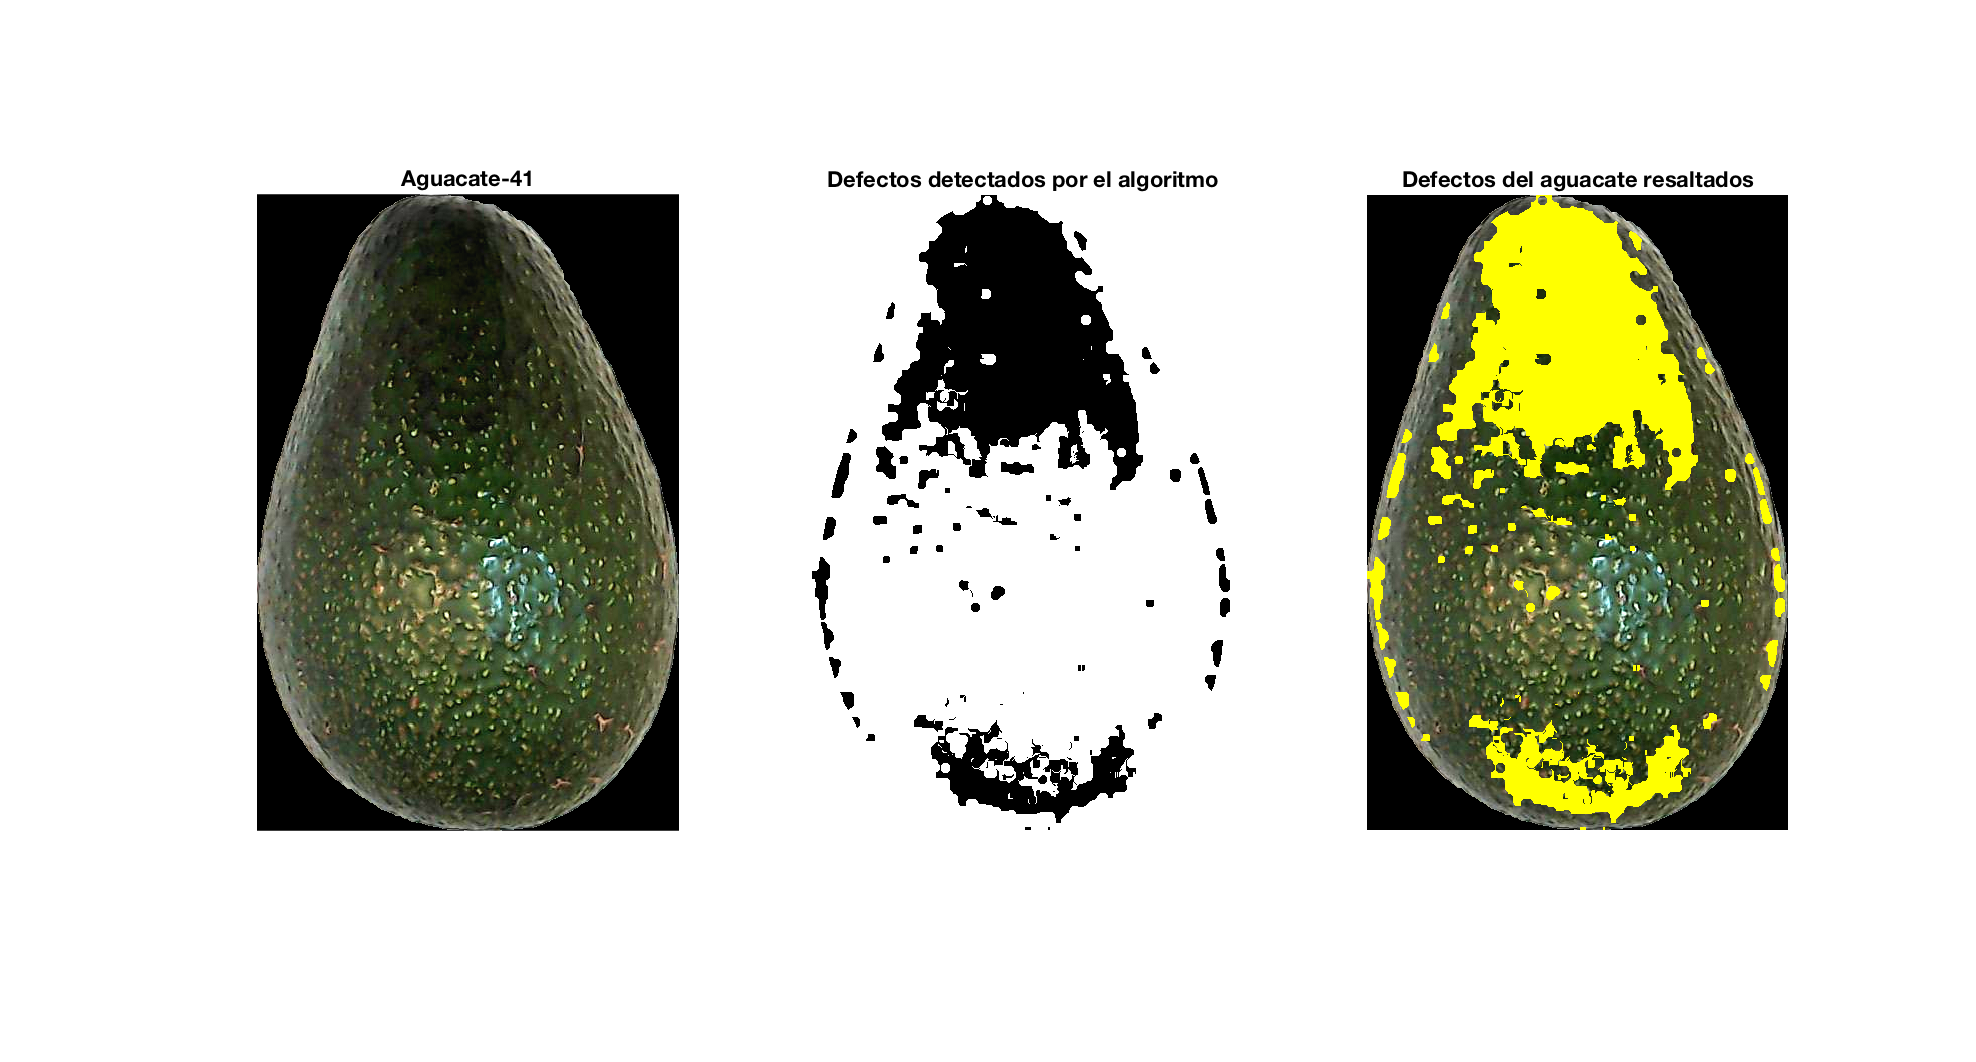 Aguacate-41
Defectos detectados por el algoritmo
Defectos del aguacate resaltados